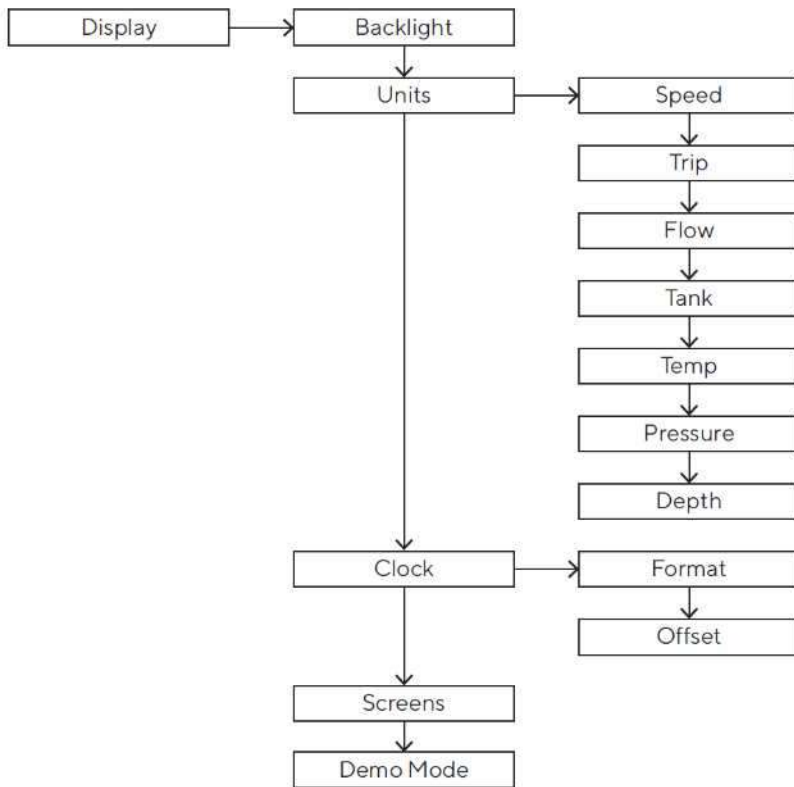 Display
Backlight
Units
Speed
Trip
Flow
Tank
Temp
Pressure
Depth
Clock
Format
Offset
Screens
Demo Mode